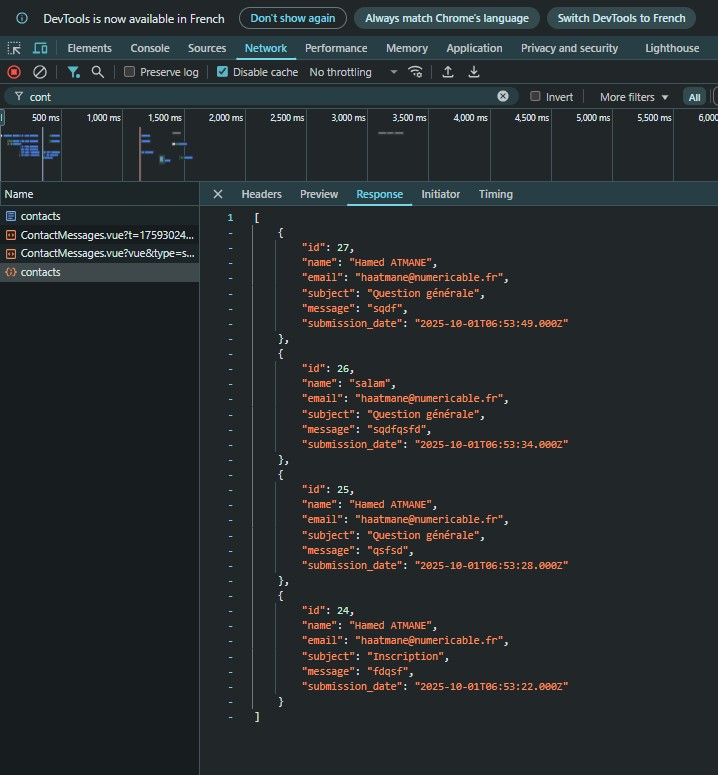 DevTools is now available in French
Don't show again
Always match Chrome's language
Switch DevTools to French
Elements Console Sources Network Performance Memory Application Privacy and security Lighthouse
Preserve log Disable cache No throttling
cont Invert More filters All
500 ms 1,000 ms 1,500 ms 2,000 ms 2,500 ms 3,000 ms 3,500 ms 4,000 ms 4,500 ms 5,000 ms 5,500 ms 6,000
Name
contacts
ContactMessages.vue?t=17593024...
ContactMessages.vue?vue&type=s...
contacts
Headers Preview Response Initiator Timing
1 [
- {
- "id": 27,
- "name": "Hamed ATMANE",
- "email": "haatmane@numericable.fr",
- "subject": "Question générale",
- "message": "sqdf",
- "submission_date": "2025-10-01T06:53:49.000Z"
- },
- {
- "id": 26,
- "name": "salam",
- "email": "haatmane@numericable.fr",
- "subject": "Question générale",
- "message": "sqdfqsfd",
- "submission_date": "2025-10-01T06:53:34.000Z"
- },
- {
- "id": 25,
- "name": "Hamed ATMANE",
- "email": "haatmane@numericable.fr",
- "subject": "Question générale",
- "message": "qsfsd",
- "submission_date": "2025-10-01T06:53:28.000Z"
- },
- {
- "id": 24,
- "name": "Hamed ATMANE",
- "email": "haatmane@numericable.fr",
- "subject": "Inscription",
- "message": "fdqsf",
- "submission_date": "2025-10-01T06:53:22.000Z"
- }
- ]